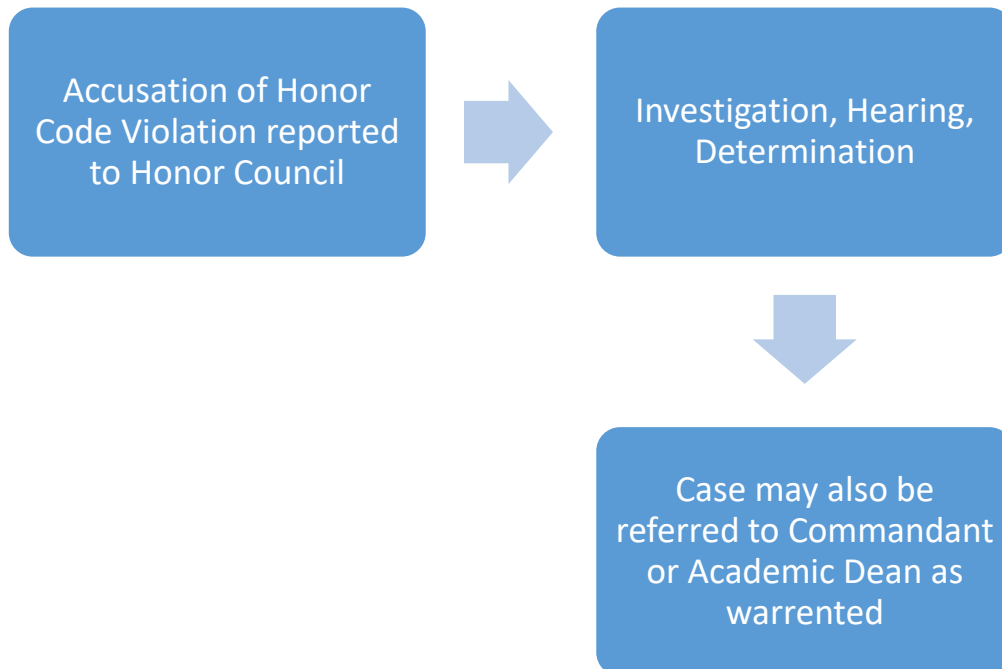 Accusation of Honor
Code Violation reported
to Honor Council
Investigation, Hearing,
Determination
Case may also be
referred to Commandant
or Academic Dean as
warrented